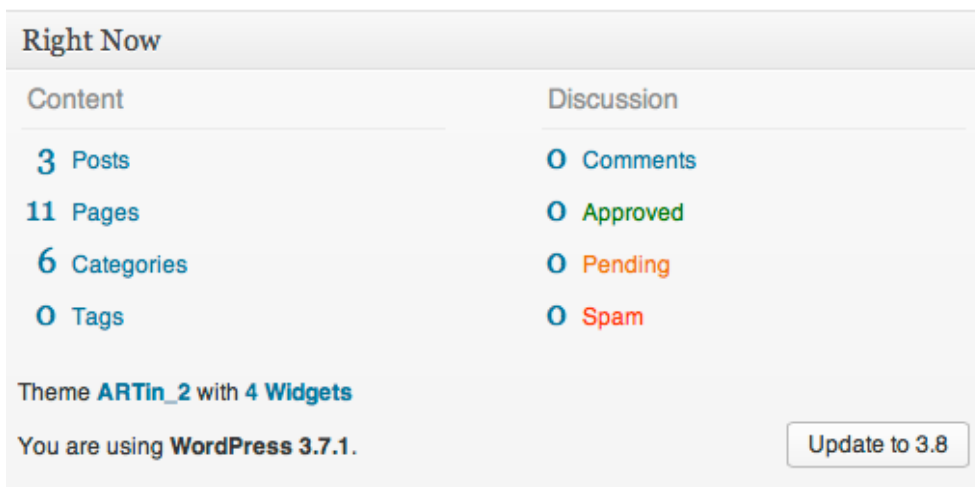 Right Now
Content
3 Posts
11 Pages
6 Categories
0 Tags
Discussion
0 Comments
0 Approved
0 Pending
0 Spam
Theme ARTin_2 with 4 Widgets
You are using WordPress 3.7.1.
Update to 3.8